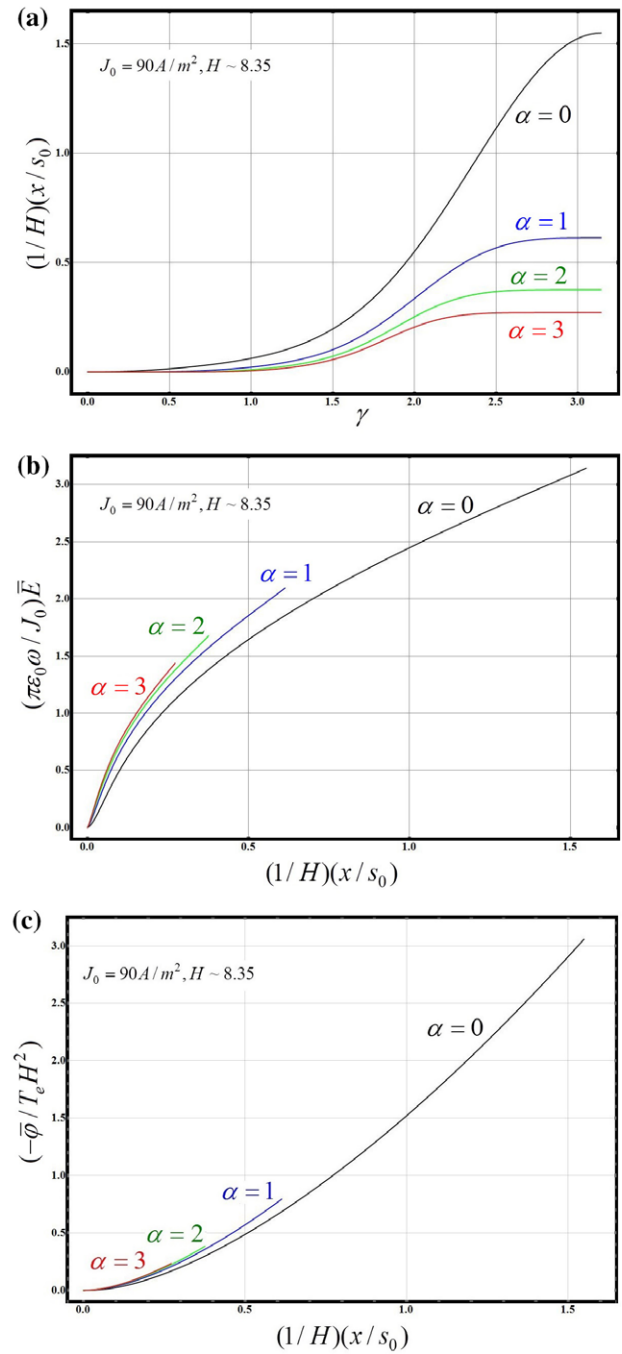 (a)
J₀ = 90A/m², H ~ 8.35
(1/H)(x/s₀)
1.5
1.0
0.5
0.0
α = 0
α = 1
α = 2
α = 3
0.0 0.5 1.0 1.5 2.0 2.5 3.0
γ
(b)
J₀ = 90A/m², H ~ 8.35
(πε₀ω/J₀)E̅
3.0
2.5
2.0
1.5
1.0
0.5
0.0
α = 0
α = 1
α = 2
α = 3
0.0 0.5 1.0 1.5
(1/H)(x/s₀)
(c)
J₀ = 90A/m², H ~ 8.35
(-φ̅/TₑH²)
3.0
2.5
2.0
1.5
1.0
0.5
0.0
α = 0
α = 1
α = 2
α = 3
0.0 0.5 1.0 1.5
(1/H)(x/s₀)